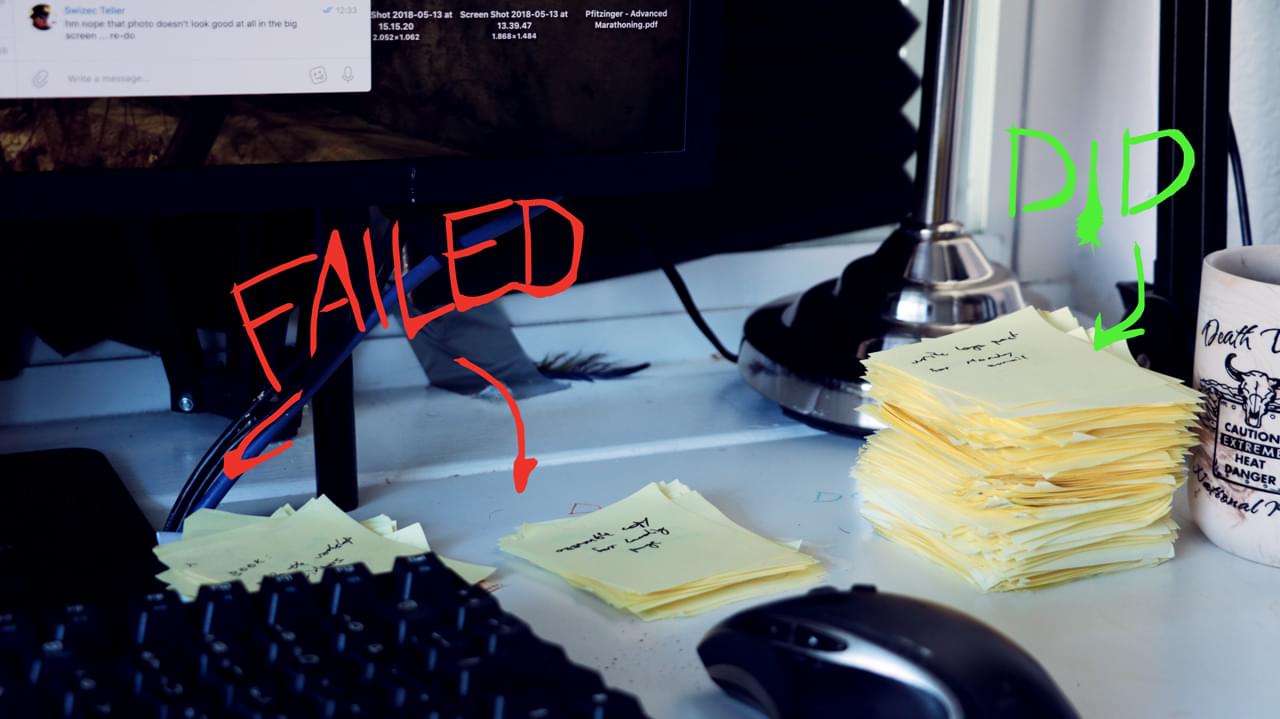 Swizec Teller
12:33
hm nope that photo doesn't look good at all in the big
screen ... re-do
Write a message...
Shot 2018-05-13 at
15.15.20
2.052×1.062
Screen Shot 2018-05-13 at
13.39.47
1.868×1.484
Pfitzinger - Advanced
Marathoning.pdf
FAILED
DID
write
for Monday
email
BOOK
Death
CAUTION
EXTREME
HEAT
DANGER